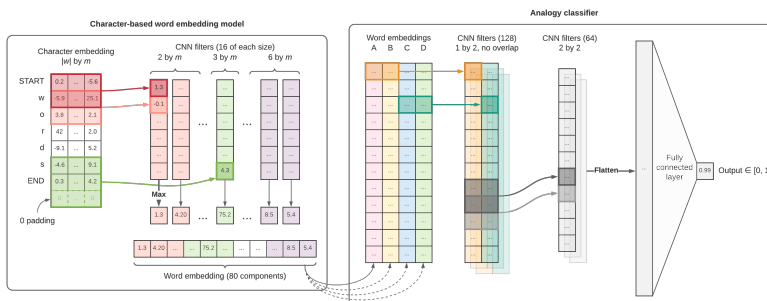 Character-based word embedding model
Character embedding
|w| by m
START
w
o
r
d
s
END
0.2 ... -5.6
-5.9 ... 25.1
3.8 ... 2.1
42 ... 2.0
-9.1 ... 5.2
-4.6 ... 9.1
0.3 ... 4.2
0 ... 0
0 padding
CNN filters (16 of each size)
2 by m
3 by m
6 by m
1.3
-0.1
...
4.3
Max
1.3 4.20 ... 75.2 ... 8.5 5.4
1.3 4.20 ... ... 75.2 ... ... 8.5 5.4
Word embedding (80 components)
Analogy classifier
Word embeddings
A B C D
CNN filters (128)
1 by 2, no overlap
CNN filters (64)
2 by 2
Flatten
...
Fully
connected
layer
0.99
Output ∈ [0, 1